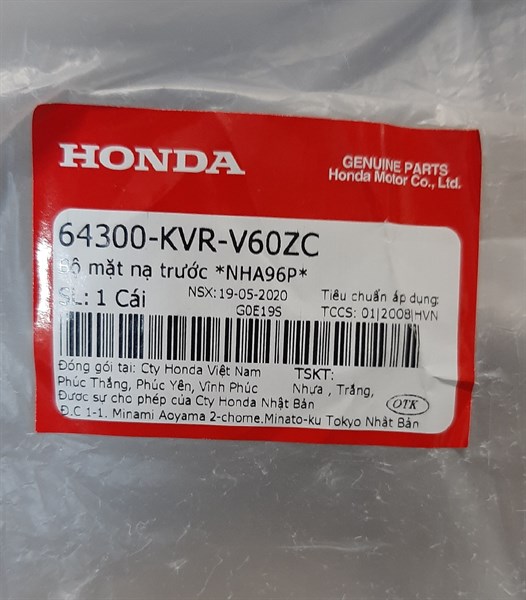 HONDA
GENUINE PARTS
Honda Motor Co., Ltd.
64300-KVR-V60ZC
Bộ mặt nạ trước *NHA96P*
SL: 1 Cái
NSX: 19-05-2020
Tiêu chuẩn áp dụng:
G0E19S
TCCS: 01|2008|HVN
Đóng gói tại: Cty Honda Việt Nam
TSKT:
Phúc Thắng, Phúc Yên, Vĩnh Phúc
Nhựa , Trắng,
Được sự cho phép của Cty Honda Nhật Bản
OTK
Đ.C 1-1. Minami Aoyama 2-chome.Minato-ku Tokyo Nhật Bản